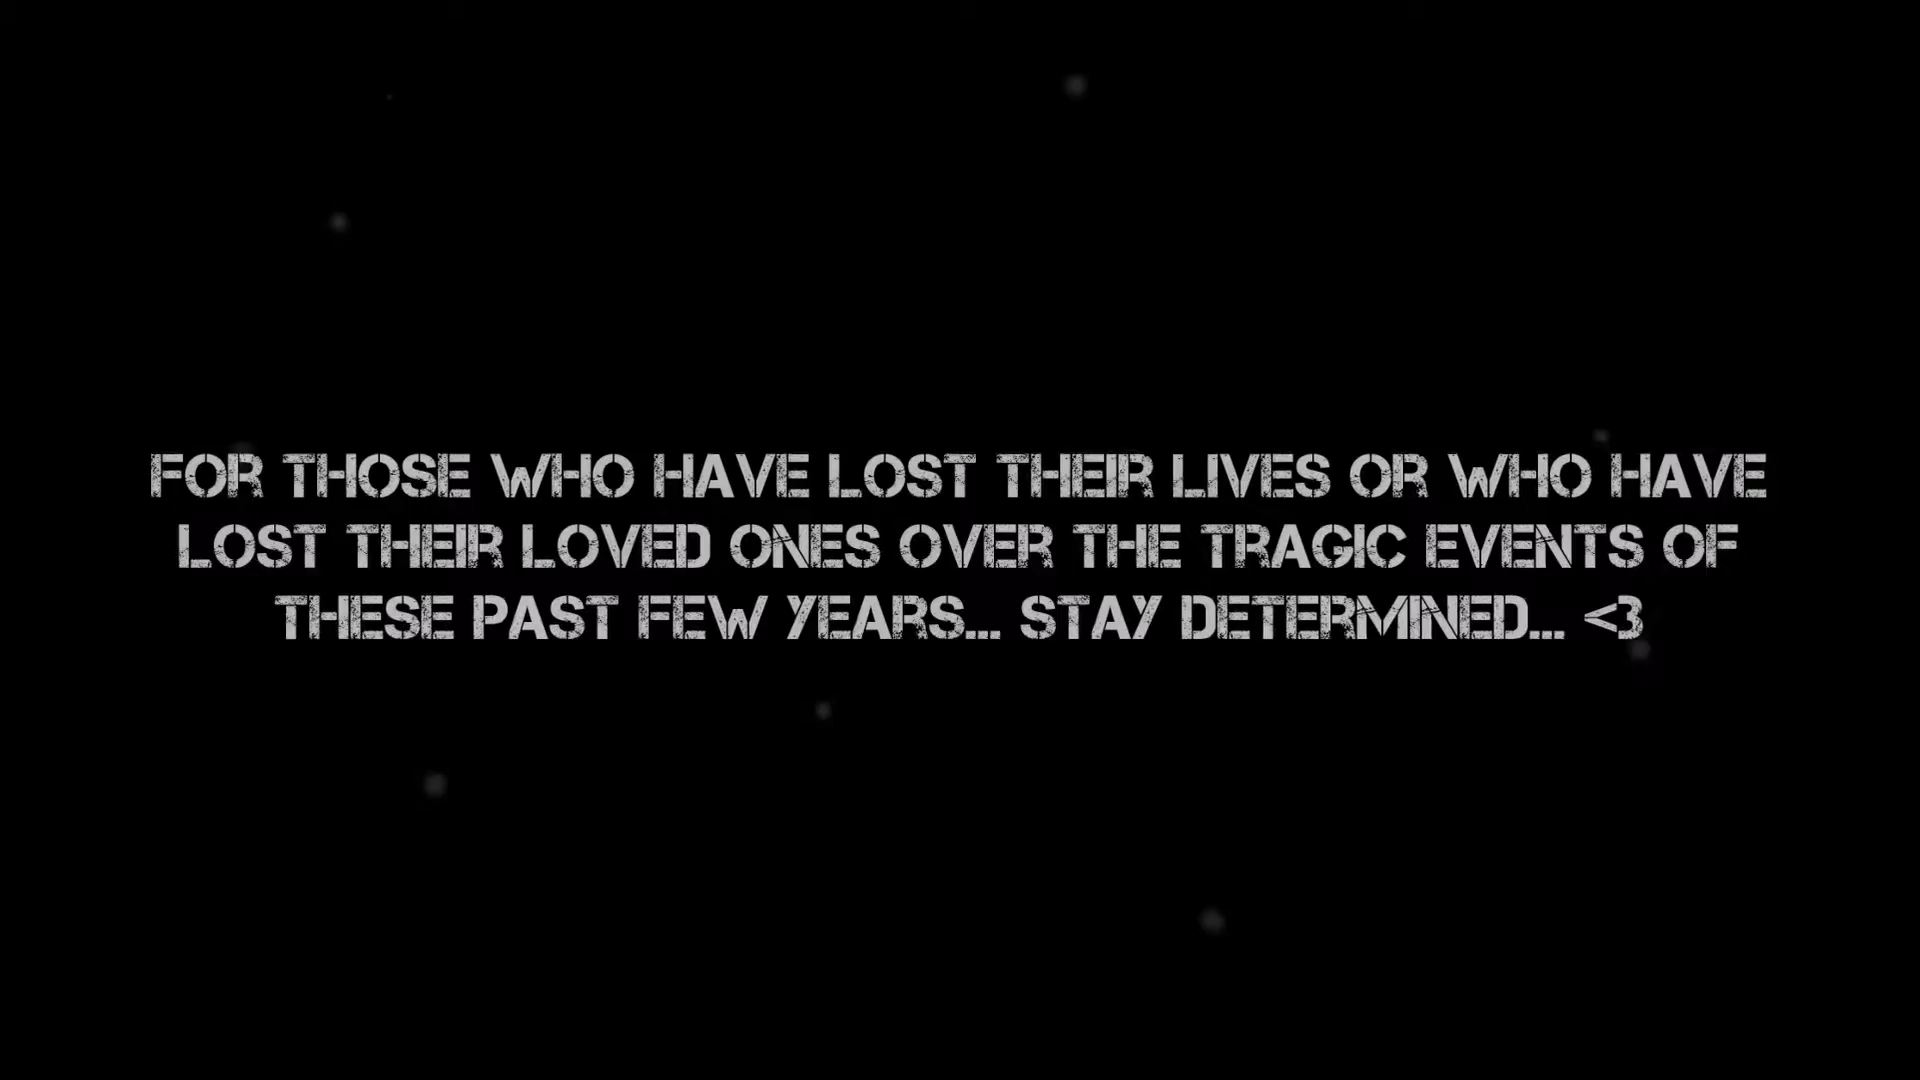 FOR THOSE WHO HAVE LOST THEIR LIVES OR WHO HAVE
LOST THEIR LOVED ONES OVER THE TRAGIC EVENTS OF
THESE PAST FEW YEARS... STAY DETERMINED... <3